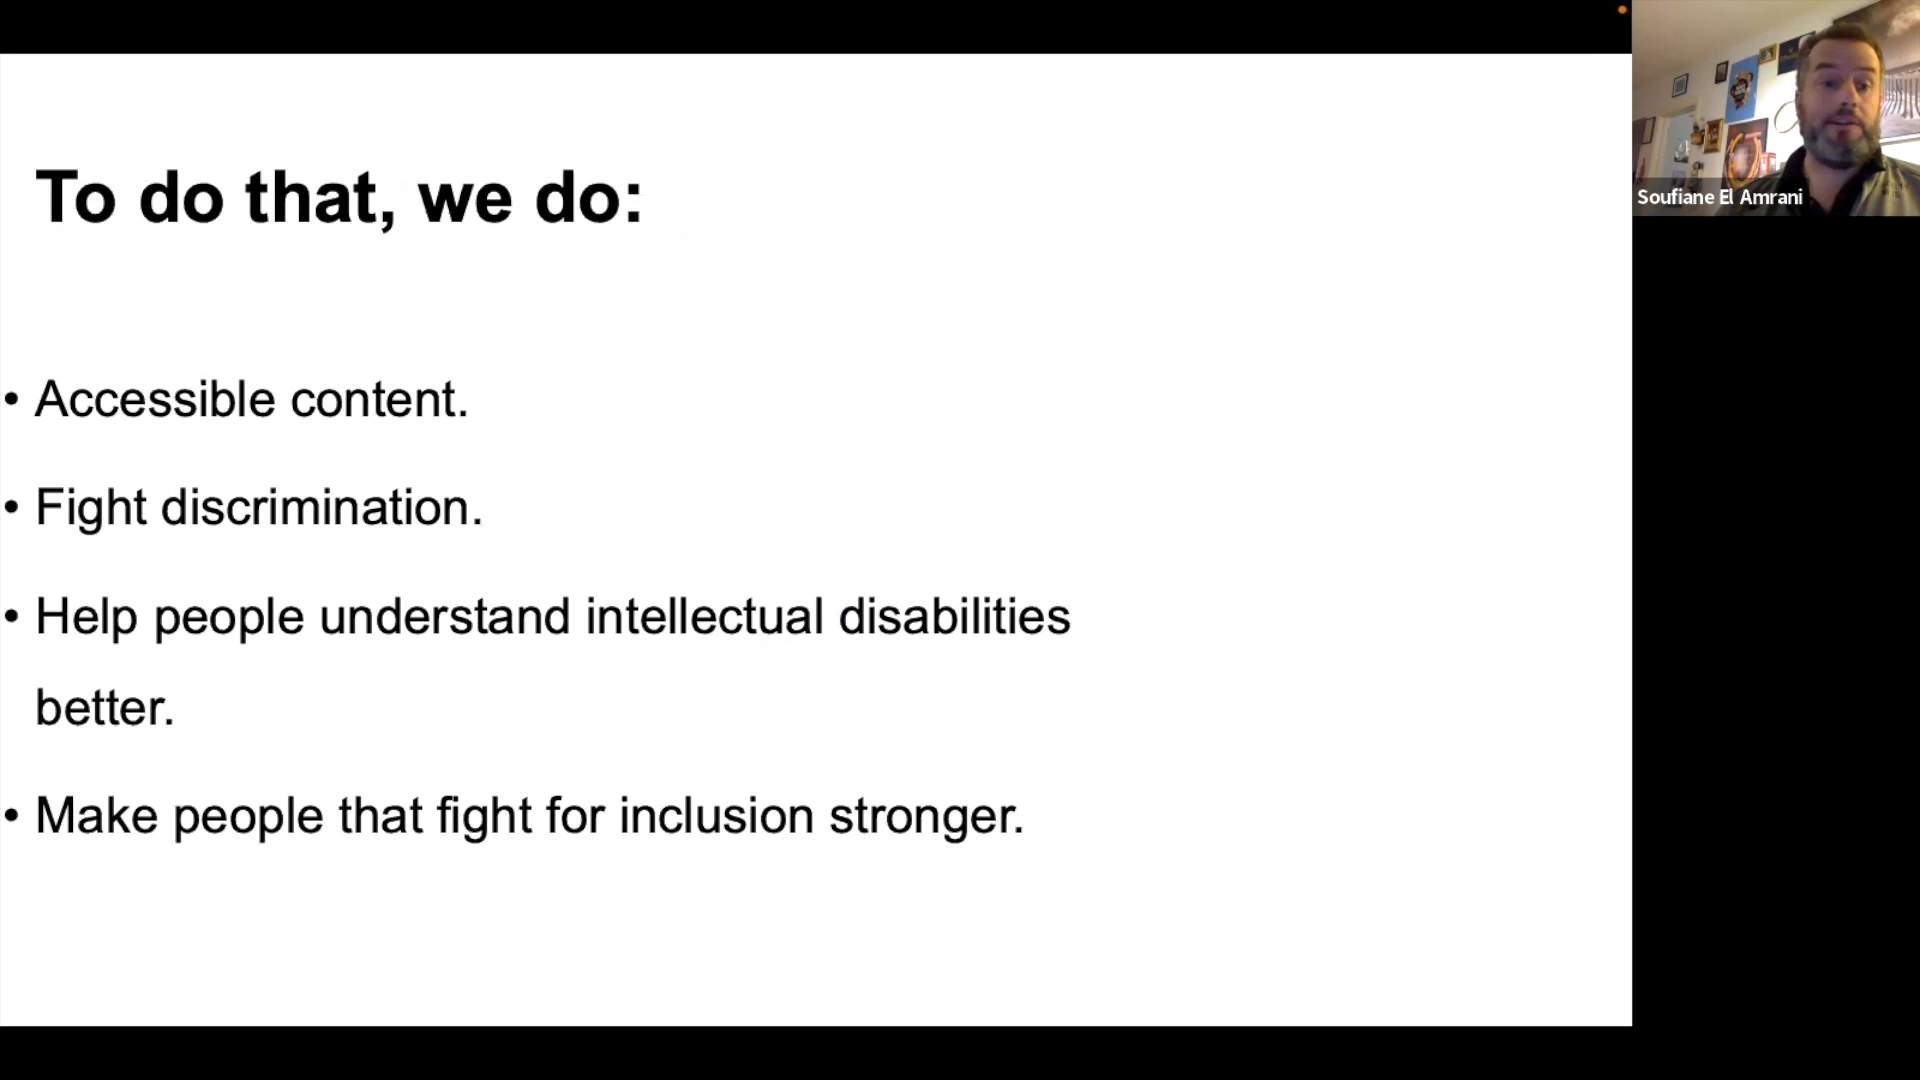 To do that, we do:
• Accessible content.
• Fight discrimination.
• Help people understand intellectual disabilities
better.
• Make people that fight for inclusion stronger.
Soufiane El Amrani